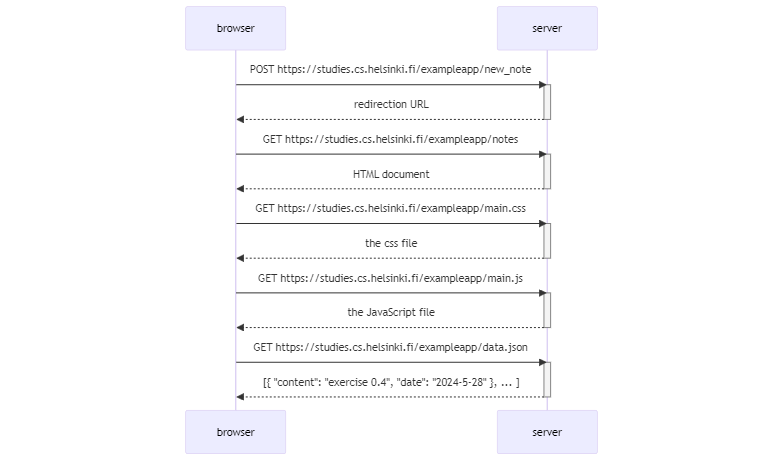 browser server
POST https://studies.cs.helsinki.fi/exampleapp/new_note
redirection URL
GET https://studies.cs.helsinki.fi/exampleapp/notes
HTML document
GET https://studies.cs.helsinki.fi/exampleapp/main.css
the css file
GET https://studies.cs.helsinki.fi/exampleapp/main.js
the JavaScript file
GET https://studies.cs.helsinki.fi/exampleapp/data.json
[{ "content": "exercise 0.4", "date": "2024-5-28" }, ... ]
browser server